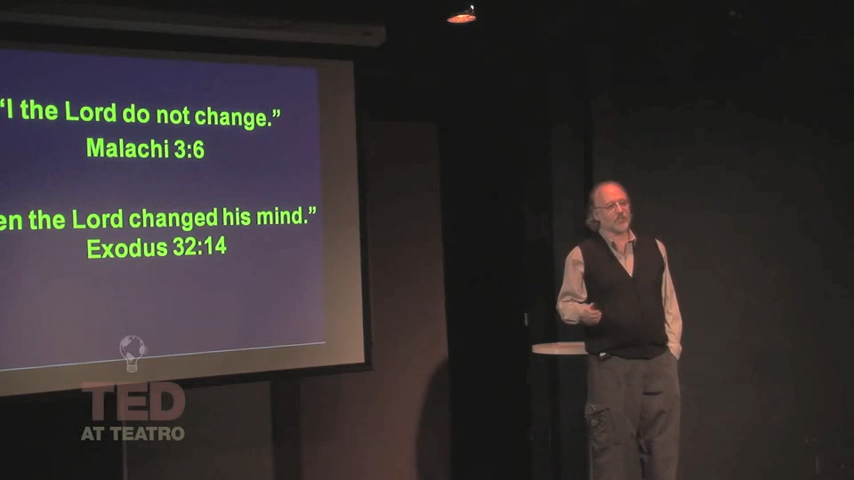 "I the Lord do not change."
Malachi 3:6
en the Lord changed his mind."
Exodus 32:14
TED
AT TEATRO